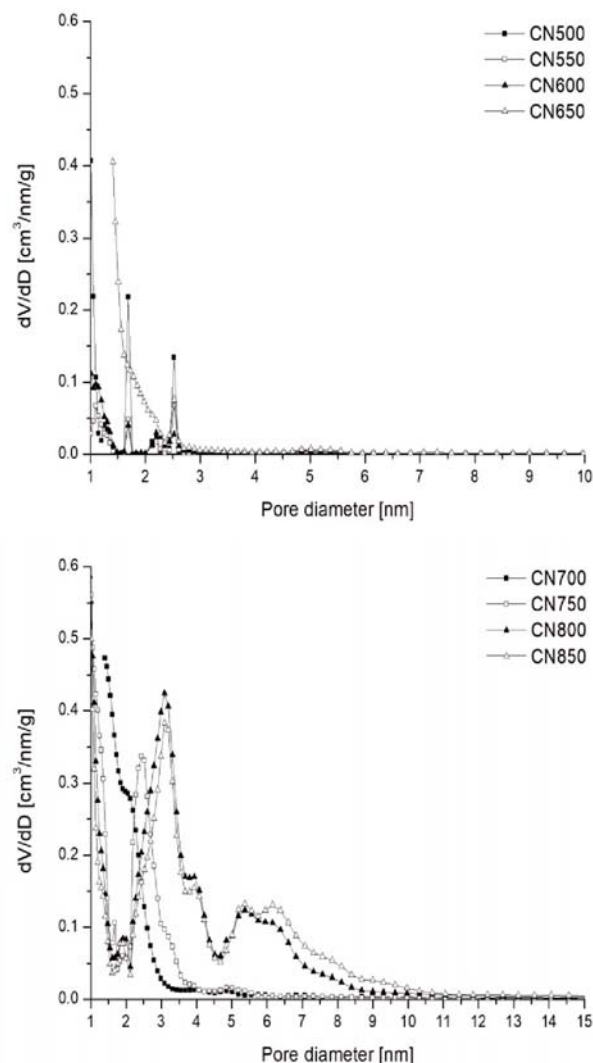 0.6
0.5
0.4
0.3
0.2
0.1
0.0
dV/dD [cm³/nm/g]
CN500
CN550
CN600
CN650
1 2 3 4 5 6 7 8 9 10
Pore diameter [nm]
0.6
0.5
0.4
0.3
0.2
0.1
0.0
dV/dD [cm³/nm/g]
CN700
CN750
CN800
CN850
1 2 3 4 5 6 7 8 9 10 11 12 13 14 15
Pore diameter [nm]